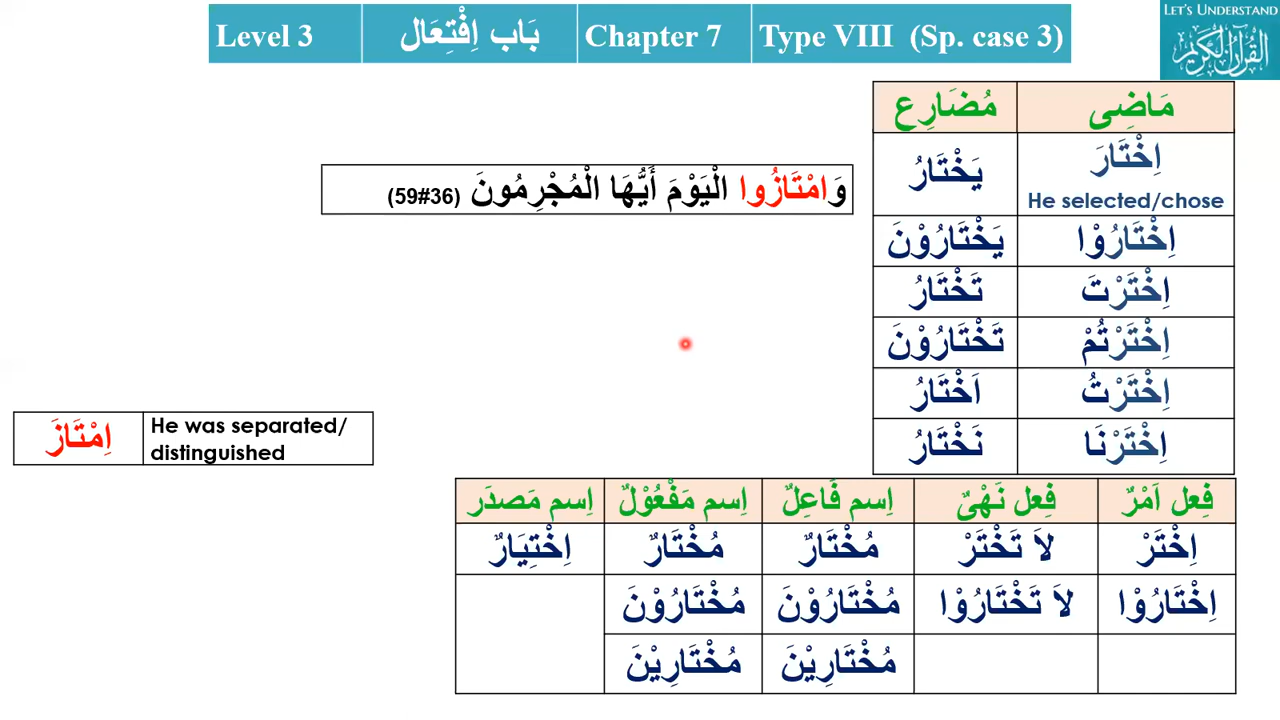 Level 3 بَاب اِفْتِعَال Chapter 7 Type VIII (Sp. case 3)
LET'S UNDERSTAND
القُرْآن الْكَرِيْم
مَاضِى مُضَارِع
اِخْتَارَ يَخْتَارُ
He selected/chose
اِخْتَارُوْا يَخْتَارُوْنَ
اِخْتَرْتَ تَخْتَارُ
اِخْتَرْتُمْ تَخْتَارُوْنَ
اِخْتَرْتُ اَخْتَارُ
اِخْتَرْنَا نَخْتَارُ
وَامْتَازُوا الْيَوْمَ أَيُّهَا الْمُجْرِمُونَ (36#59)
اِمْتَازَ He was separated/
distinguished
فِعل اَمْرٌ فِعل نَهْىٌ اِسم فَاعِلٌ اِسم مَفْعُوْلٌ اِسم مَصدَر
اِخْتَرْ لاَ تَخْتَرْ مُخْتَارٌ مُخْتَارٌ اِخْتِيَارٌ
اِخْتَارُوْا لاَ تَخْتَارُوْا مُخْتَارُوْنَ مُخْتَارُوْنَ
مُخْتَارِيْنَ مُخْتَارِيْنَ